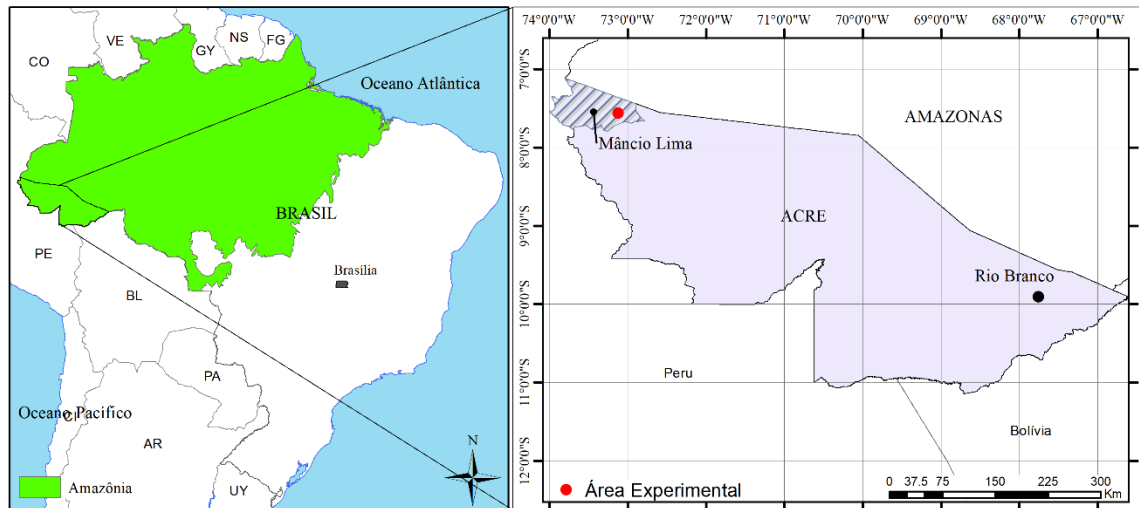 VE
GY
NS
FG
CO
Oceano Atlântica
BRASIL
PE
Brasília
BL
PA
Oceano Pacífico
CI
AR
N
Amazônia
UY
74°0'0"W 73°0'0"W 71°0'0"W 70°0'0"W 69°0'0"W 68°0'0"W 67°0'0"W
7°0'0"S
8°0'0"S
9°0'0"S
10°0'0"S
11°0'0"S
12°0'0"S
AMAZONAS
Mâncio Lima
ACRE
Rio Branco
Peru
Bolívia
Área Experimental
0 37.5 75 150 225 300
Km